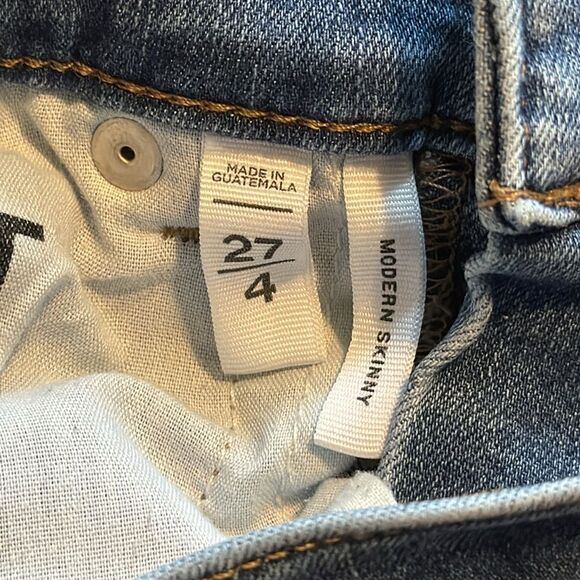 MADE IN
GUATEMALA
27
4
MODERN SKINNY